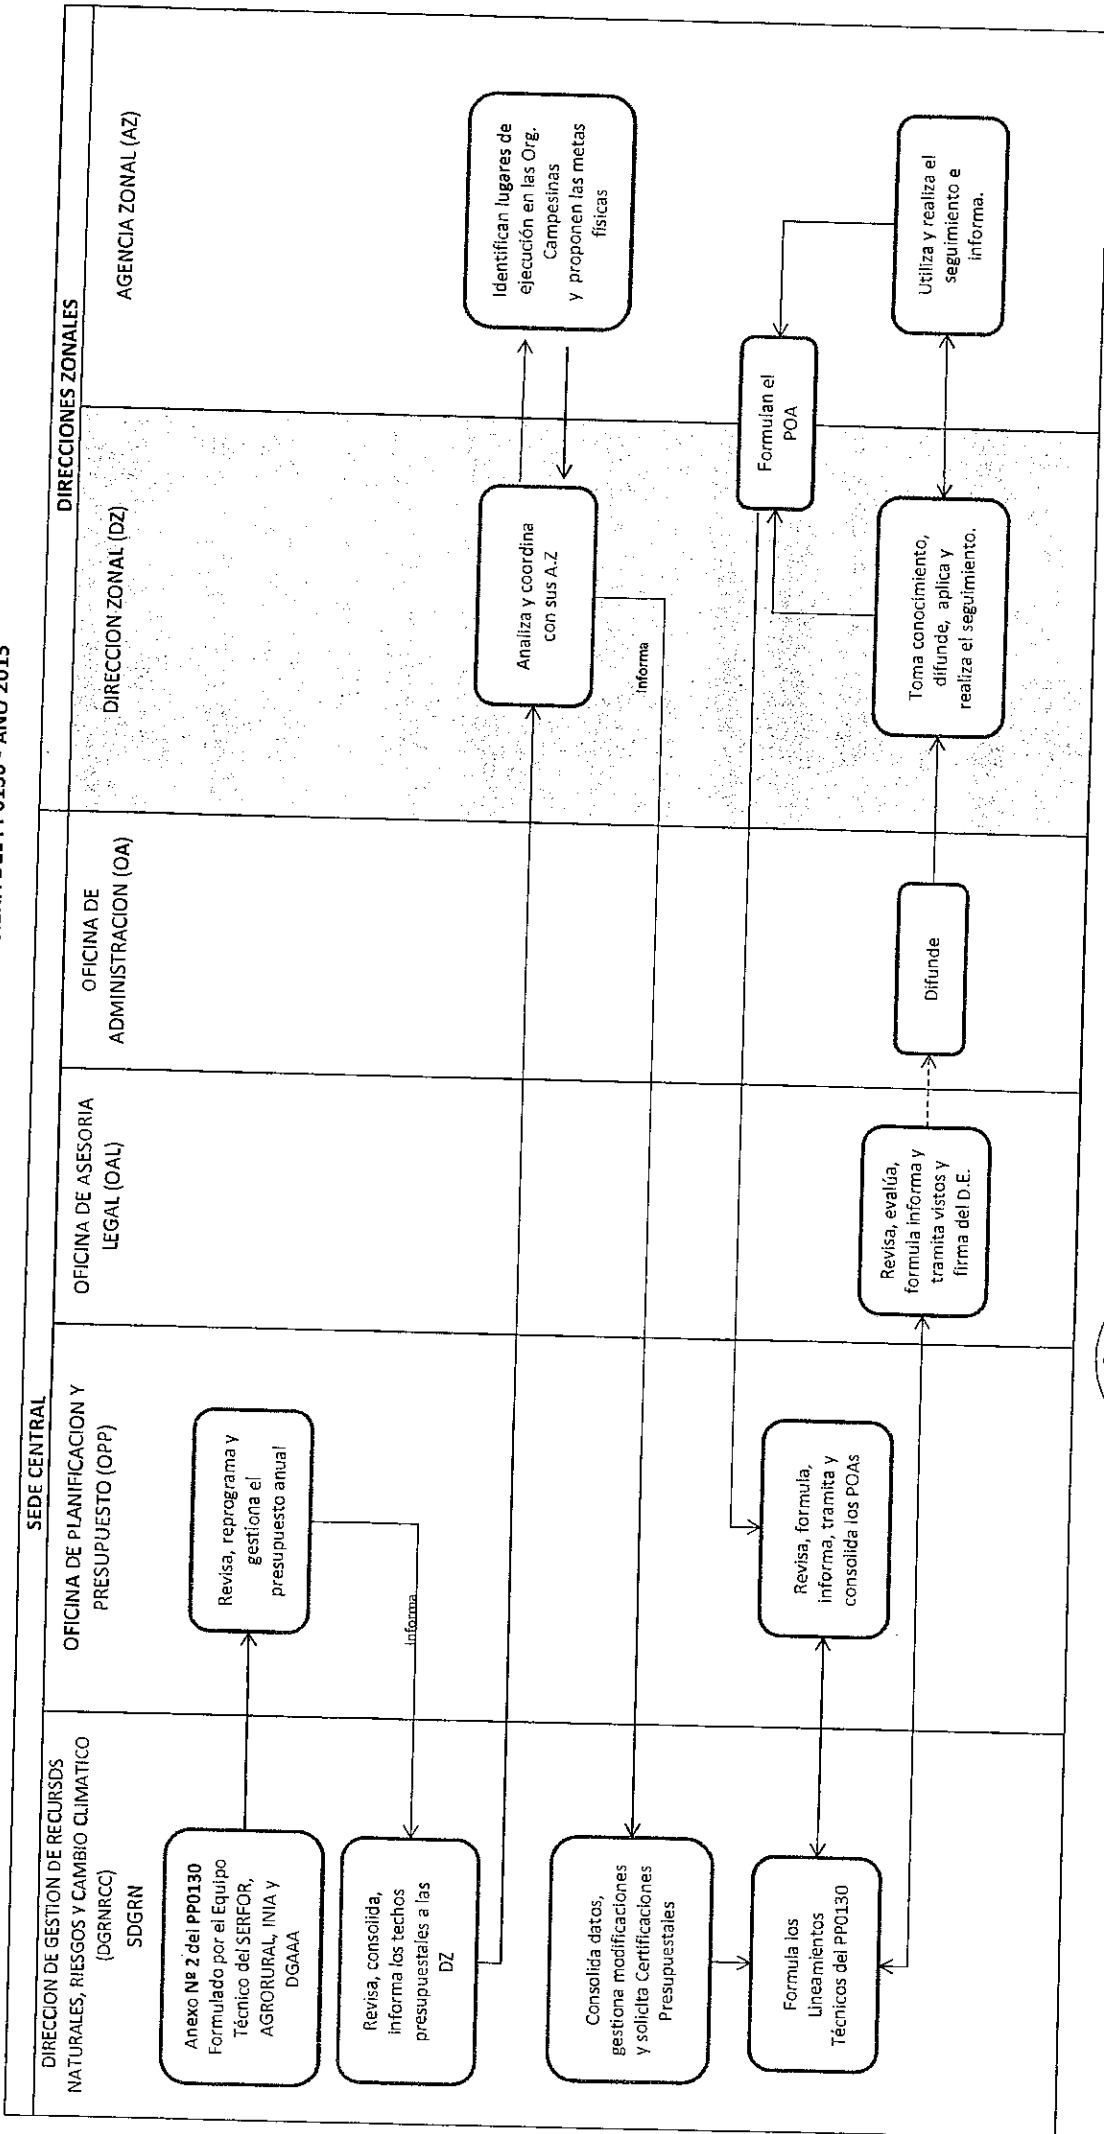 SEDE CENTRAL
DIRECCIONES ZONALES
DIRECCION DE GESTION DE RECURSOS
NATURALES, RIESGOS Y CAMBIO CLIMATICO
(DGRNRCC)
SDGRN
OFICINA DE PLANIFICACION Y
PRESUPUESTO (OPP)
OFICINA DE ASESORIA
LEGAL (OAL)
OFICINA DE
ADMINISTRACION (OA)
DIRECCION ZONAL (DZ)
AGENCIA ZONAL (AZ)
Anexo Nº 2 del PP0130
Formulado por el Equipo
Técnico del SERFOR,
AGRORURAL, INIA y
DGAAA
Revisa, reprograma y
gestiona el
presupuesto anual
Informa
Revisa, consolida,
informa los techos
presupuestales a las
DZ
Analiza y coordina
con sus A.Z
Identifican lugares de
ejecución en las Org.
Campesinas
y proponen las metas
físicas
Informa
Consolida datos,
gestiona modificaciones
y solicita Certificaciones
Presupuestales
Formula los
Lineamientos
Técnicos del PP0130
Revisa, formula,
informa, tramita y
consolida los POAs
Formulan el
POA
Revisa, evalúa,
formula informa y
tramita vistos y
firma del D.E.
Difunde
Toma conocimiento,
difunde, aplica y
realiza el seguimiento.
Utiliza y realiza el
seguimiento e
informa.